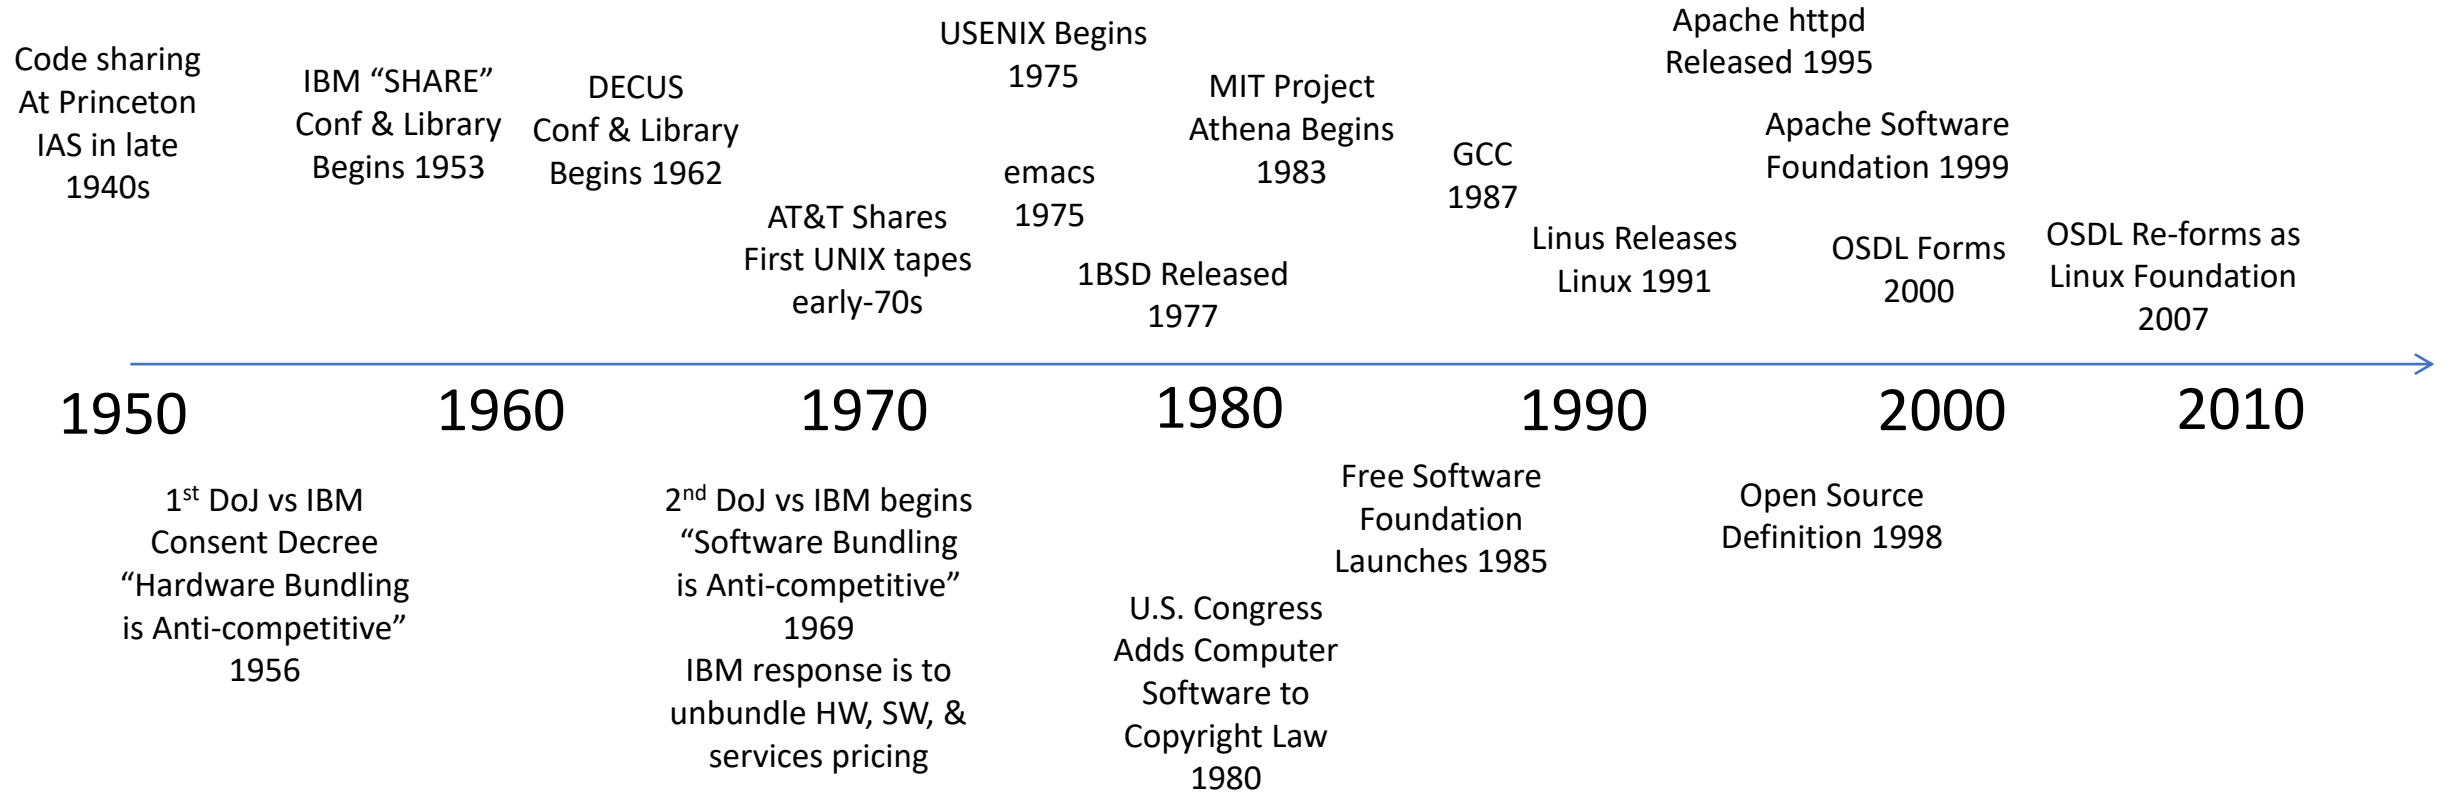 Code sharing
At Princeton
IAS in late
1940s
IBM “SHARE”
Conf & Library
Begins 1953
DECUS
Conf & Library
Begins 1962
AT&T Shares
First UNIX tapes
early-70s
USENIX Begins
1975
emacs
1975
1BSD Released
1977
MIT Project
Athena Begins
1983
GCC
1987
Linus Releases
Linux 1991
Apache httpd
Released 1995
Apache Software
Foundation 1999
OSDL Forms
2000
OSDL Re-forms as
Linux Foundation
2007
1950 1960 1970 1980 1990 2000 2010
1st DoJ vs IBM
Consent Decree
“Hardware Bundling
is Anti-competitive”
1956
2nd DoJ vs IBM begins
“Software Bundling
is Anti-competitive”
1969
IBM response is to
unbundle HW, SW, &
services pricing
U.S. Congress
Adds Computer
Software to
Copyright Law
1980
Free Software
Foundation
Launches 1985
Open Source
Definition 1998